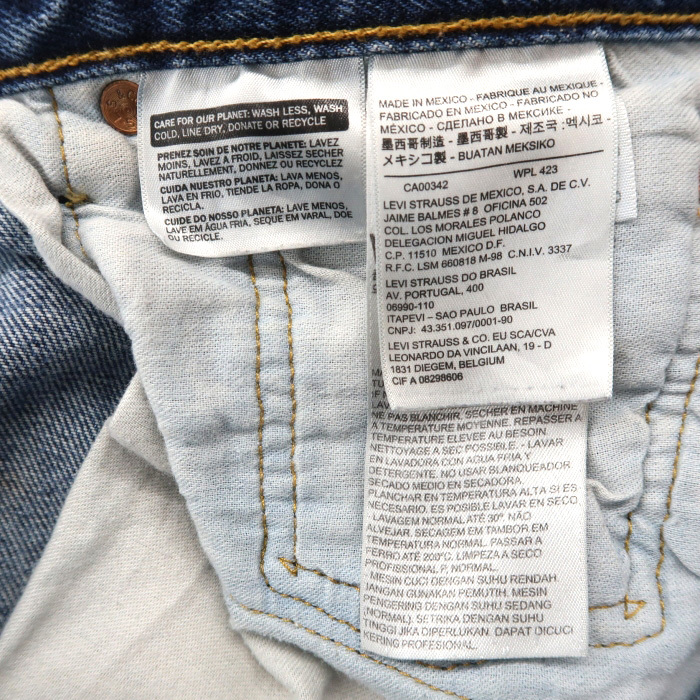 CARE FOR OUR PLANET: WASH LESS, WASH
COLD, LINE DRY, DONATE OR RECYCLE
PRENEZ SOIN DE NOTRE PLANETE: LAVEZ
MOINS, LAVEZ A FROID, LAISSEZ SECHER
NATURELLEMENT, DONNEZ OU RECYCLEZ
CUIDA NUESTRO PLANETA: LAVA MENOS,
LAVA EN FRIO, TIENDE LA ROPA, DONA O
RECICLA.
CUIDE DO NOSSO PLANETA: LAVE MENOS,
LAVE EM ÁGUA FRIA, SEQUE EM VARAL, DOE
OU RECICLE.
MADE IN MEXICO - FABRIQUE AU MEXIQUE -
FABRICADO EN MÉXICO - FABRICADO NO
MÉXICO - СДЕЛАНО В МЕКСИКЕ -
墨西哥制造 - 墨西哥製 - 제조국 : 멕시코 -
メキシコ製 - BUATAN MEKSIKO
CA00342 WPL 423
LEVI STRAUSS DE MEXICO, S.A. DE C.V.
JAIME BALMES # 8 OFICINA 502
COL. LOS MORALES POLANCO
DELEGACION MIGUEL HIDALGO
C.P. 11510 MEXICO D.F.
R.F.C. LSM 660818 M-98 C.N.I.V. 3337
LEVI STRAUSS DO BRASIL
AV. PORTUGAL, 400
06990-110
ITAPEVI – SAO PAULO BRASIL
CNPJ: 43.351.097/0001-90
LEVI STRAUSS & CO. EU SCA/CVA
LEONARDO DA VINCILAAN, 19 - D
1831 DIEGEM, BELGIUM
CIF A 08298606
NE PAS BLANCHIR. SECHER EN MACHINE
A TEMPERATURE MOYENNE. REPASSER A
TEMPERATURE ELEVEE AU BESOIN.
NETTOYAGE A SEC POSSIBLE. - LAVAR
EN LAVADORA CON AGUA FRIA Y
DETERGENTE. NO USAR BLANQUEADOR.
SECADO MEDIO EN SECADORA.
PLANCHAR EN TEMPERATURA ALTA SI ES
NECESARIO. ES POSIBLE LAVAR EN SECO.
- LAVAGEM NORMAL ATÉ 30°. NÃO
ALVEJAR. SECAGEM EM TAMBOR EM
TEMPERATURA NORMAL. PASSAR A
FERRO ATÉ 200°C. LIMPEZA A SECO
PROFISSIONAL P, NORMAL.
- MESIN CUCI DENGAN SUHU RENDAH.
JANGAN GUNAKAN PEMUTIH. MESIN
PENGERING DENGAN SUHU SEDANG
(NORMAL). SETRIKA DENGAN SUHU
TINGGI JIKA DIPERLUKAN. DAPAT DICUCI
KERING PROFESIONAL.